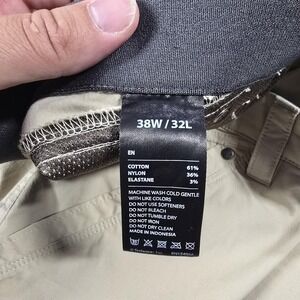 38W / 32L
EN
COTTON 61%
NYLON 36%
ELASTANE 3%
MACHINE WASH COLD GENTLE
WITH LIKE COLORS
DO NOT USE SOFTENERS
DO NOT BLEACH
DO NOT TUMBLE DRY
DO NOT IRON
DO NOT DRY CLEAN
MADE IN INDONESIA